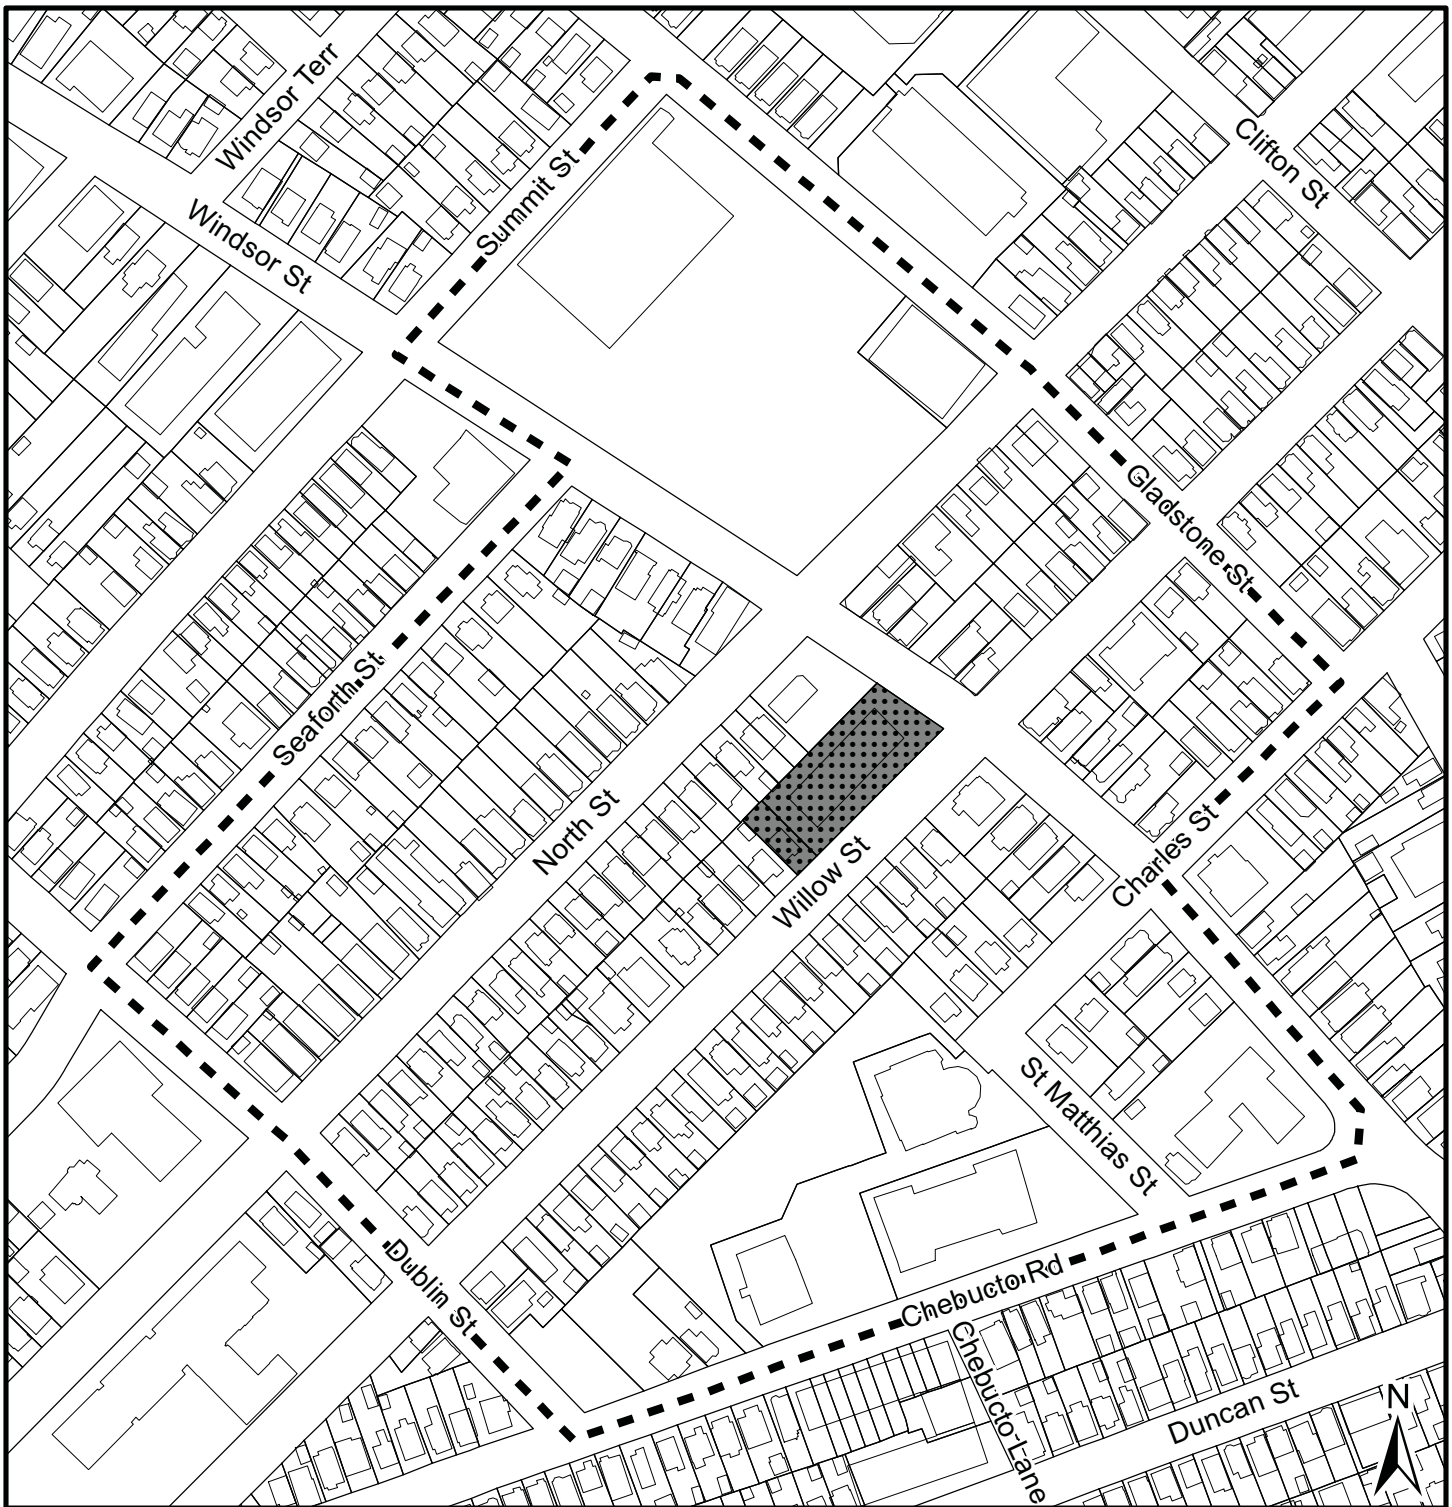 Windsor Terr
Clifton St
Summit St
Windsor St
Gladstone St
Seaforth St
North St
Willow St
Charles St
St Matthias St
Dublin St
Chebucto Rd
Chebucto Lane
Duncan St
N